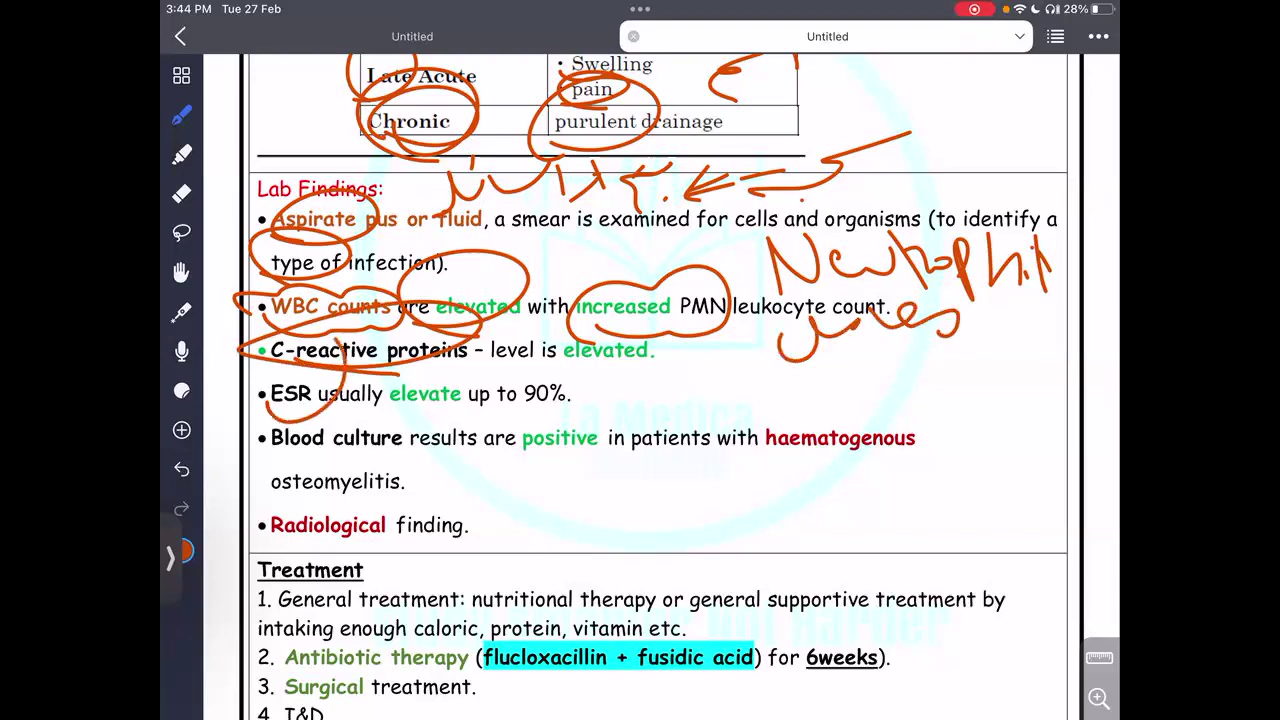 3:44 PM Tue 27 Feb
28%
Untitled
Untitled
Late Acute
• Swelling
• pain
Chronic
purulent drainage
Lab Findings:
• Aspirate pus or fluid, a smear is examined for cells and organisms (to identify a
type of infection).
Neutrophil
• WBC counts are elevated with increased PMN leukocyte count.
• C-reactive proteins – level is elevated.
• ESR usually elevate up to 90%.
La Medica
• Blood culture results are positive in patients with haematogenous
osteomyelitis.
• Radiological finding.
Treatment
1. General treatment: nutritional therapy or general supportive treatment by
intaking enough caloric, protein, vitamin etc.
2. Antibiotic therapy (flucloxacillin + fusidic acid) for 6weeks).
3. Surgical treatment.
4. I&D